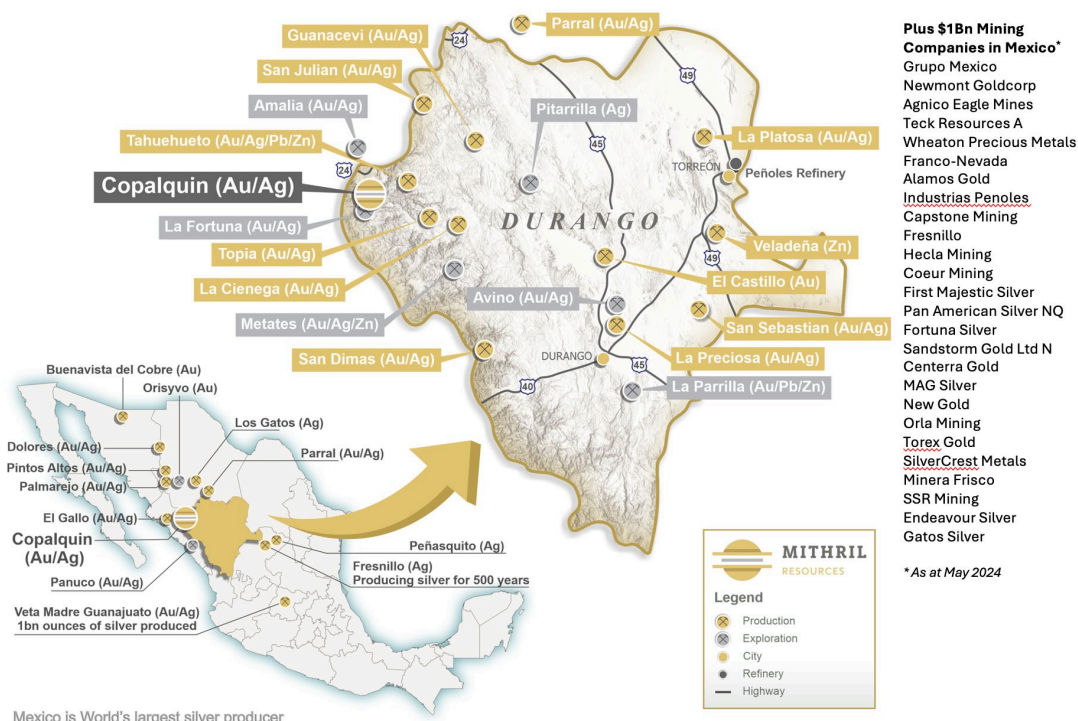 Parral (Au/Ag)
Guanacevi (Au/Ag)
24
San Julian (Au/Ag)
49
Amalia (Au/Ag)
Pitarrilla (Ag)
Tahuehueto (Au/Ag/Pb/Zn)
45
La Platosa (Au/Ag)
24
TORREÓN
Peñoles Refinery
Copalquin (Au/Ag)
La Fortuna (Au/Ag)
DURANGO
Topia (Au/Ag)
Veladeña (Zn)
49
La Cienega (Au/Ag)
El Castillo (Au)
Avino (Au/Ag)
Metates (Au/Ag/Zn)
San Sebastian (Au/Ag)
San Dimas (Au/Ag)
DURANGO
La Preciosa (Au/Ag)
45
40
La Parrilla (Au/Pb/Zn)
Buenavista del Cobre (Au)
Orisyvo (Au)
Los Gatos (Ag)
Dolores (Au/Ag)
Parral (Au/Ag)
Pintos Altos (Au/Ag)
Palmarejo (Au/Ag)
El Gallo (Au/Ag)
Copalquin
(Au/Ag)
Peñasquito (Ag)
Panuco (Au/Ag)
Fresnillo (Ag)
Producing silver for 500 years
Veta Madre Guanajuato (Au/Ag)
1bn ounces of silver produced
Mexico is World's largest silver producer
MITHRIL
RESOURCES
Legend
Production
Exploration
City
Refinery
Highway
Plus $1Bn Mining
Companies in Mexico*
Grupo Mexico
Newmont Goldcorp
Agnico Eagle Mines
Teck Resources A
Wheaton Precious Metals
Franco-Nevada
Alamos Gold
Industrias Penoles
Capstone Mining
Fresnillo
Hecla Mining
Coeur Mining
First Majestic Silver
Pan American Silver NQ
Fortuna Silver
Sandstorm Gold Ltd N
Centerra Gold
MAG Silver
New Gold
Orla Mining
Torex Gold
SilverCrest Metals
Minera Frisco
SSR Mining
Endeavour Silver
Gatos Silver
*As at May 2024